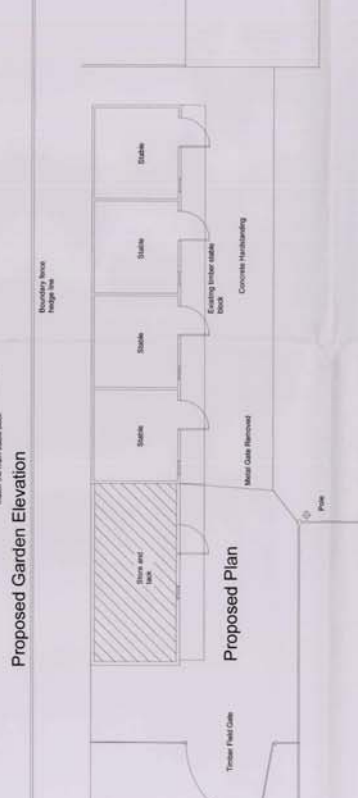 Proposed Garden Elevation
Boundary fence
hedge line
Stable
Stable
Stable
Stable
Store and
tack
Existing timber stable
block
Concrete Hardstanding
Metal Gate Removed
Proposed Plan
Pole
Timber Field Gate